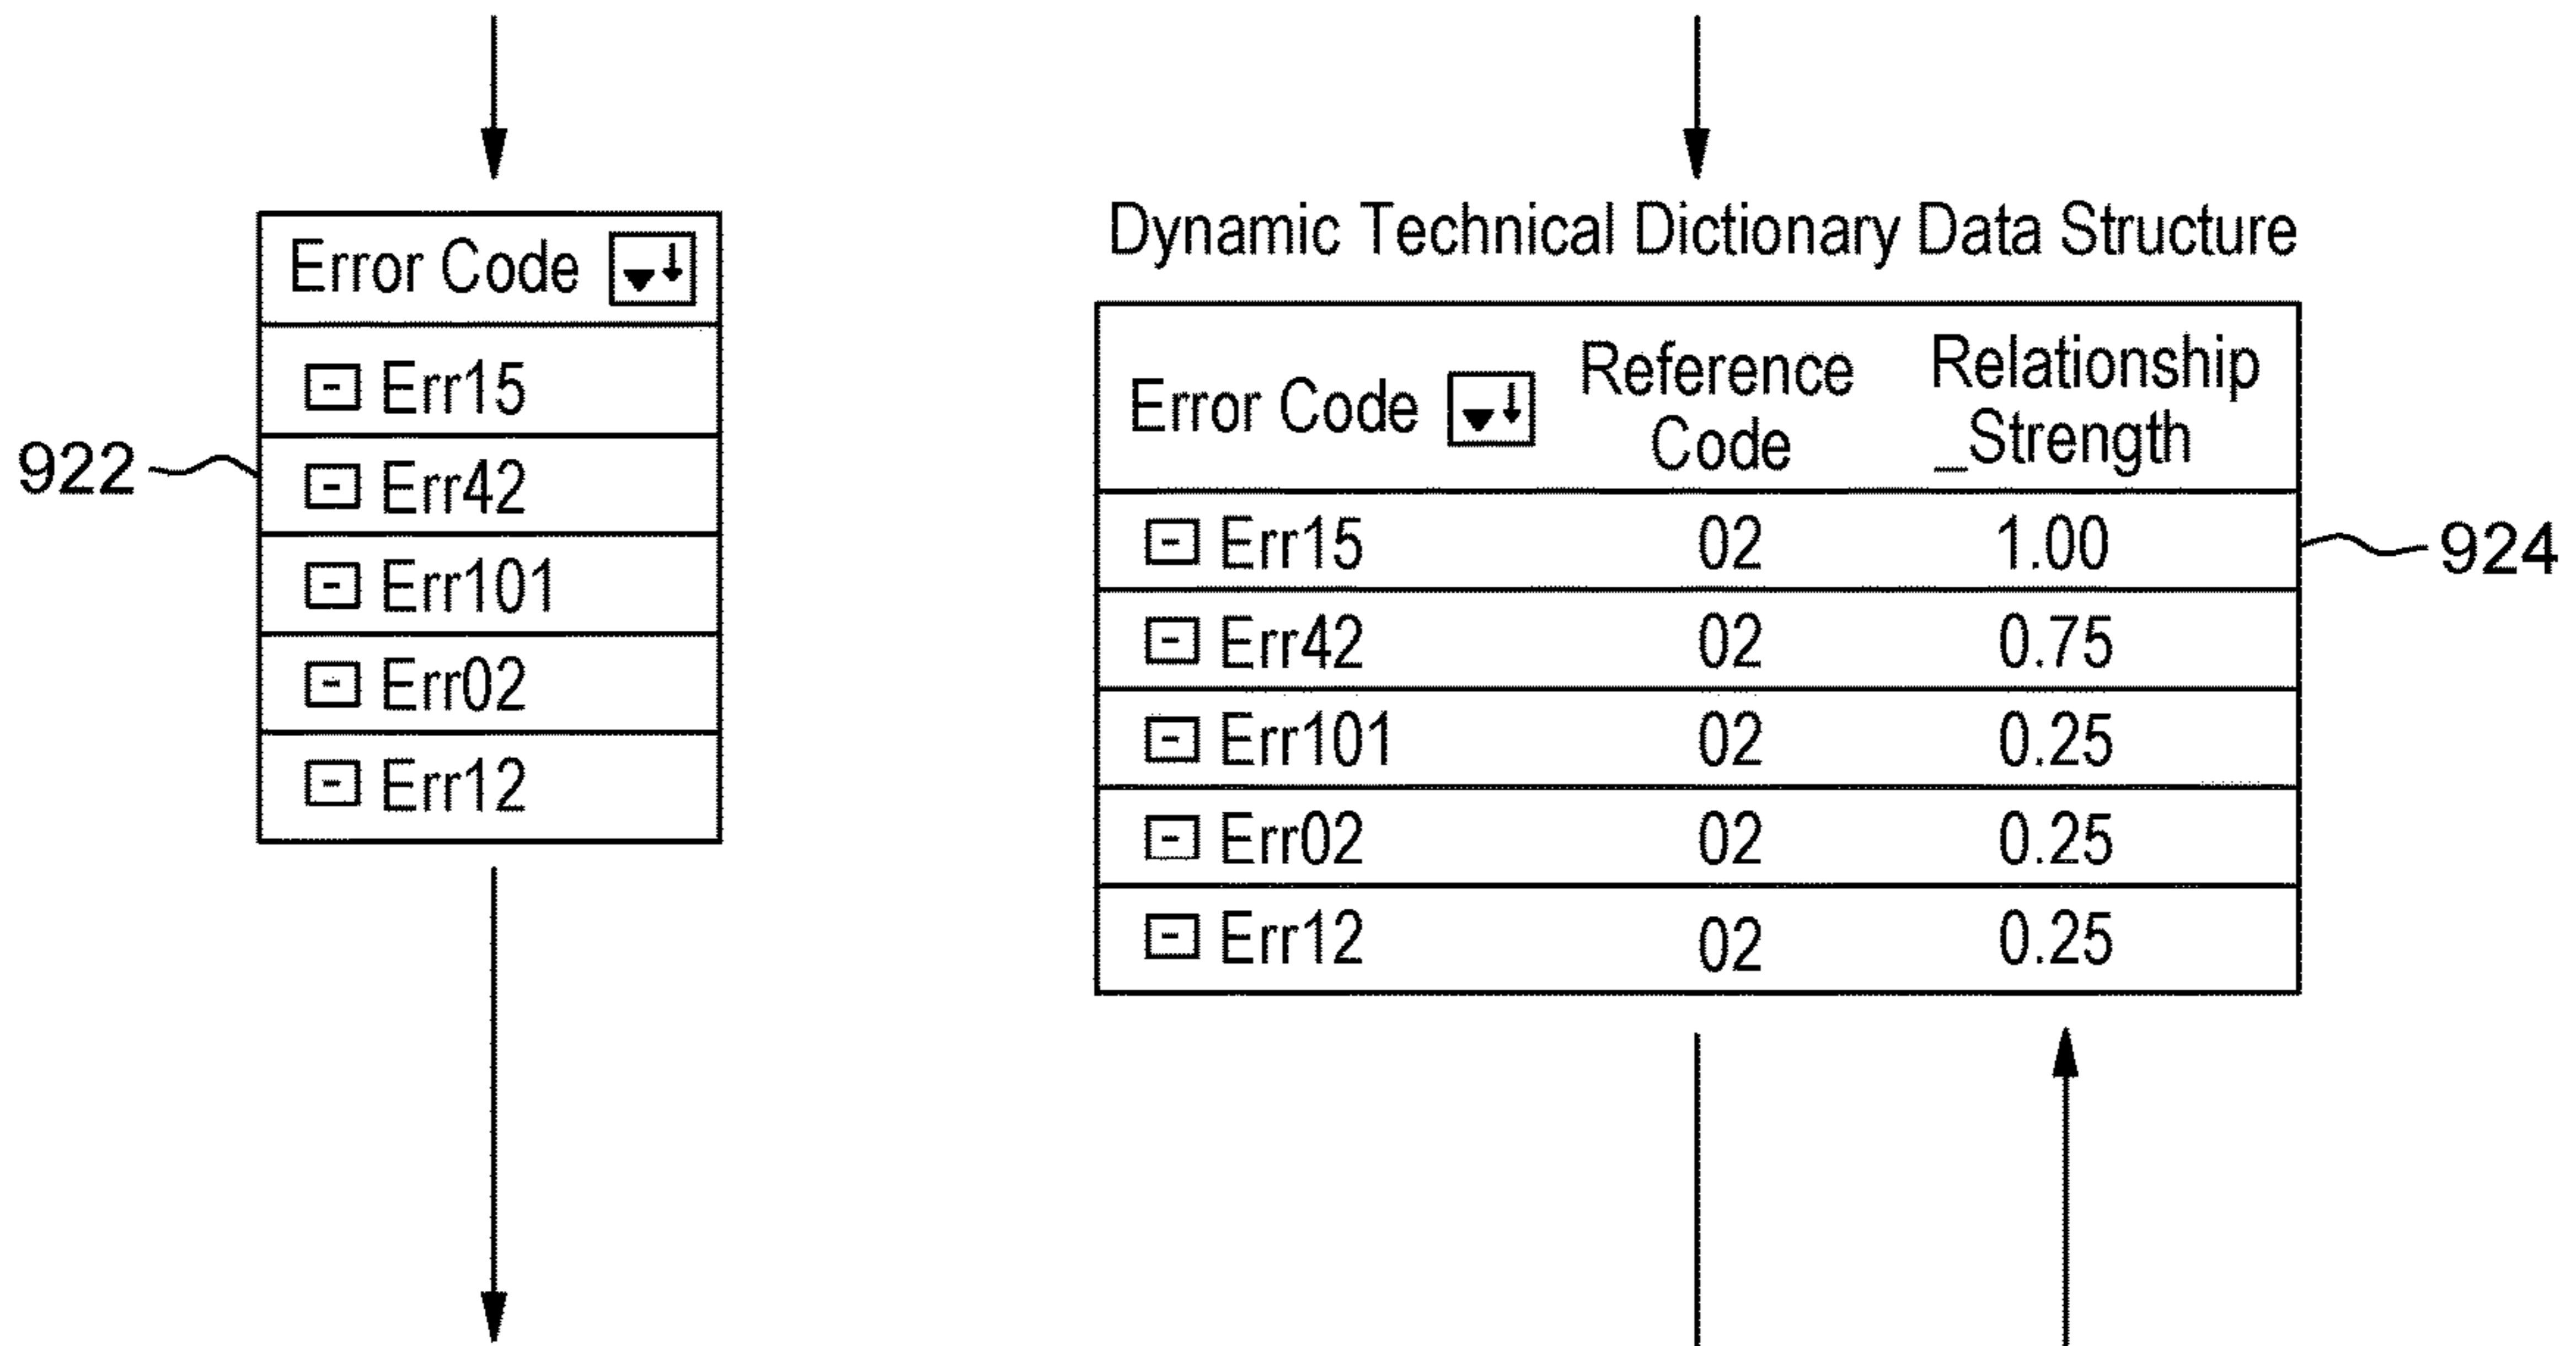 Error Code
Err15
922
Err42
Err101
Err02
Err12
Dynamic Technical Dictionary Data Structure
Error Code Reference Code Relationship _Strength
Err15 02 1.00
924
Err42 02 0.75
Err101 02 0.25
Err02 02 0.25
Err12 02 0.25